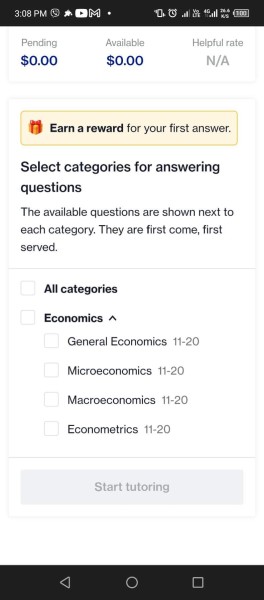 3:08 PM
Pending Available Helpful rate
$0.00 $0.00 N/A
Earn a reward for your first answer.
Select categories for answering
questions
The available questions are shown next to
each category. They are first come, first
served.
All categories
Economics
General Economics 11-20
Microeconomics 11-20
Macroeconomics 11-20
Econometrics 11-20
Start tutoring